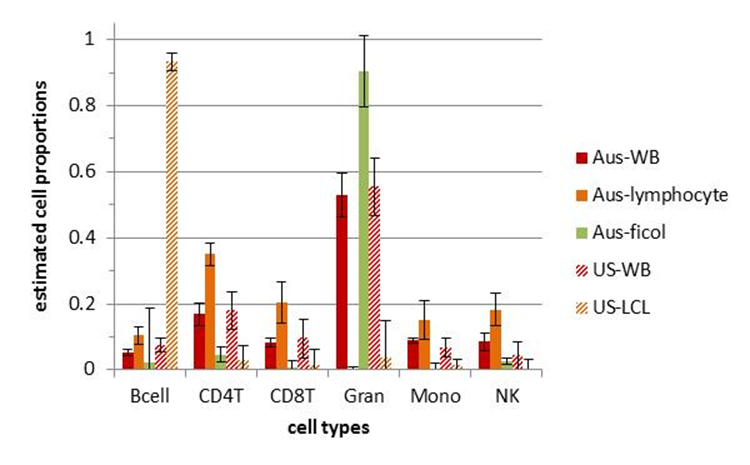 1
0.8
0.6
0.4
0.2
0
estimated cell proportions
Bcell CD4T CD8T Gran Mono NK
cell types
Aus-WB
Aus-lymphocyte
Aus-ficol
US-WB
US-LCL